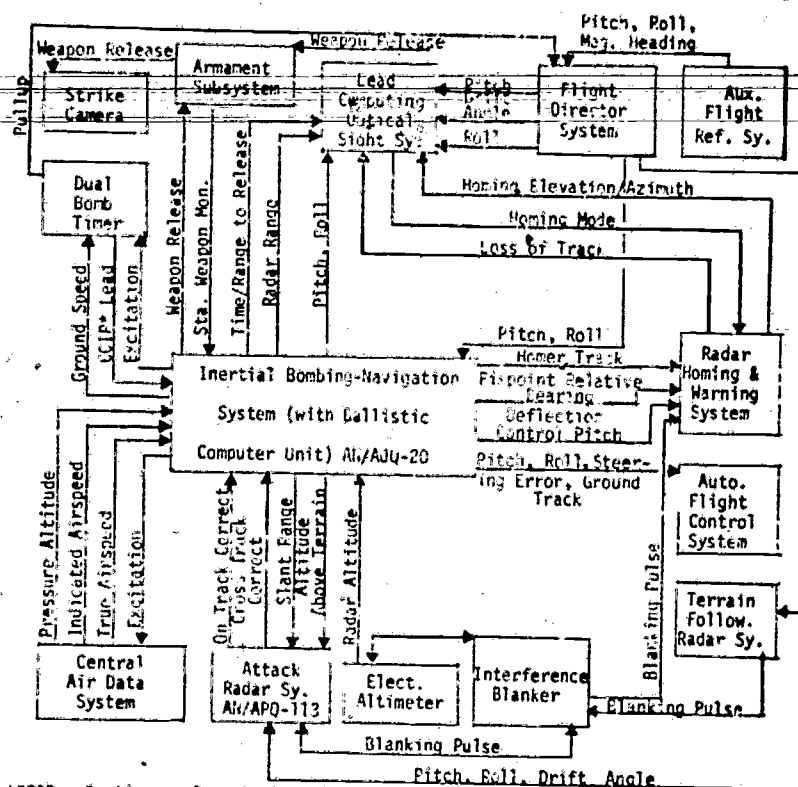 Pitch, Roll,
Mag. Heading
Weapon Release
Weapon Release
Armament
Subsystem
Strike
Camera
Lead
Computing
Optical
Sight Sy.
Pitch
Angle
Roll
Flight
Director
System
Aux.
Flight
Ref. Sy.
Pullup
Dual
Bomb
Timer
Homing Elevation/Azimuth
Homing Mode
Loss of Track
Ground Speed
CCIP* Lead
Excitation
Weapon Release
Sta. Weapon Mon.
Time/Range to Release
Radar Range
Pitch, Roll
Pitch, Roll
Homer Track
Fixpoint Relative
Bearing
Deflection
Control Pitch
Radar
Homing &
Warning
System
Inertial Bombing-Navigation
System (with Ballistic
Computer Unit) AN/AJQ-20
Pitch, Roll, Steer-
ing Error, Ground
Track
Auto.
Flight
Control
System
Pressure Altitude
Indicated Airspeed
True Airspeed
Excitation
On Track Correct
Cross Track
Correct
Slant Range
Altitude
Above Terrain
Radar Altitude
Blanking Pulse
Terrain
Follow.
Radar Sy.
Central
Air Data
System
Attack
Radar Sy.
AN/APQ-113
Elect.
Altimeter
Interference
Blanker
Blanking Pulse
Blanking Pulse
Pitch, Roll, Drift Angle